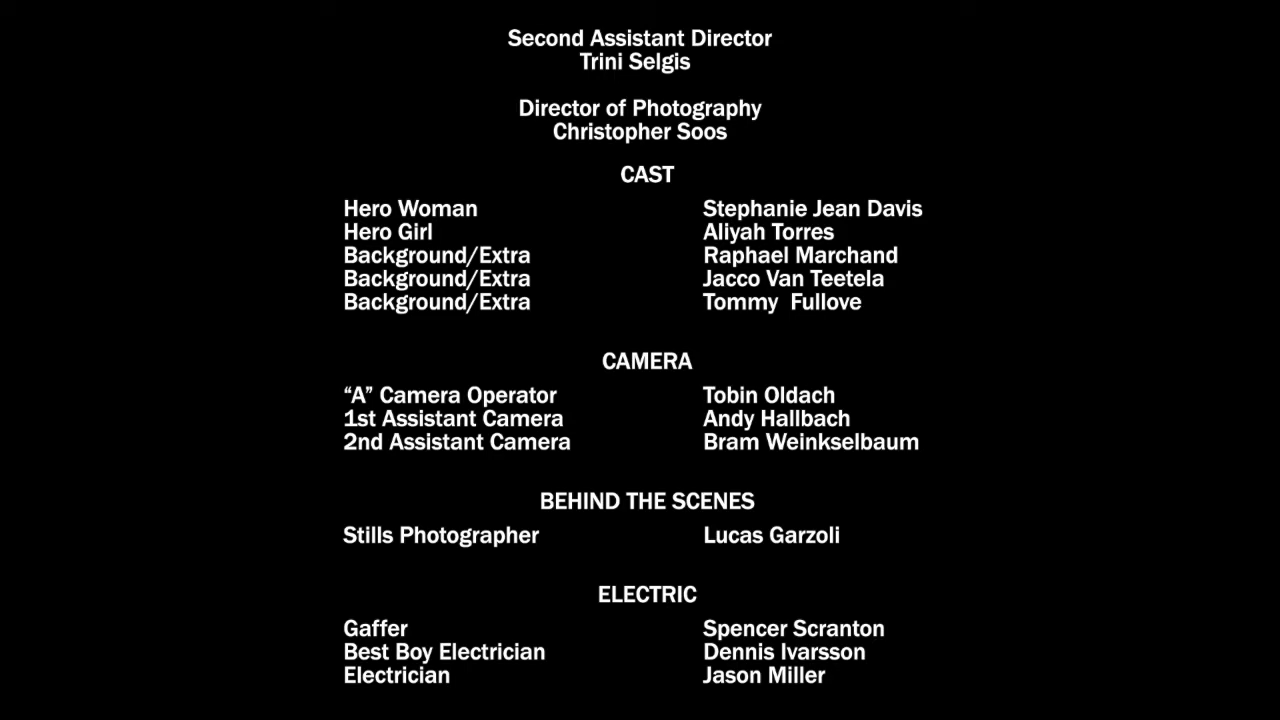 Second Assistant Director
Trini Selgis
Director of Photography
Christopher Soos
CAST
Hero Woman Stephanie Jean Davis
Hero Girl Aliyah Torres
Background/Extra Raphael Marchand
Background/Extra Jacco Van Teetela
Background/Extra Tommy  Fullove
CAMERA
“A” Camera Operator Tobin Oldach
1st Assistant Camera Andy Hallbach
2nd Assistant Camera Bram Weinkselbaum
BEHIND THE SCENES
Stills Photographer Lucas Garzoli
ELECTRIC
Gaffer Spencer Scranton
Best Boy Electrician Dennis Ivarsson
Electrician Jason Miller